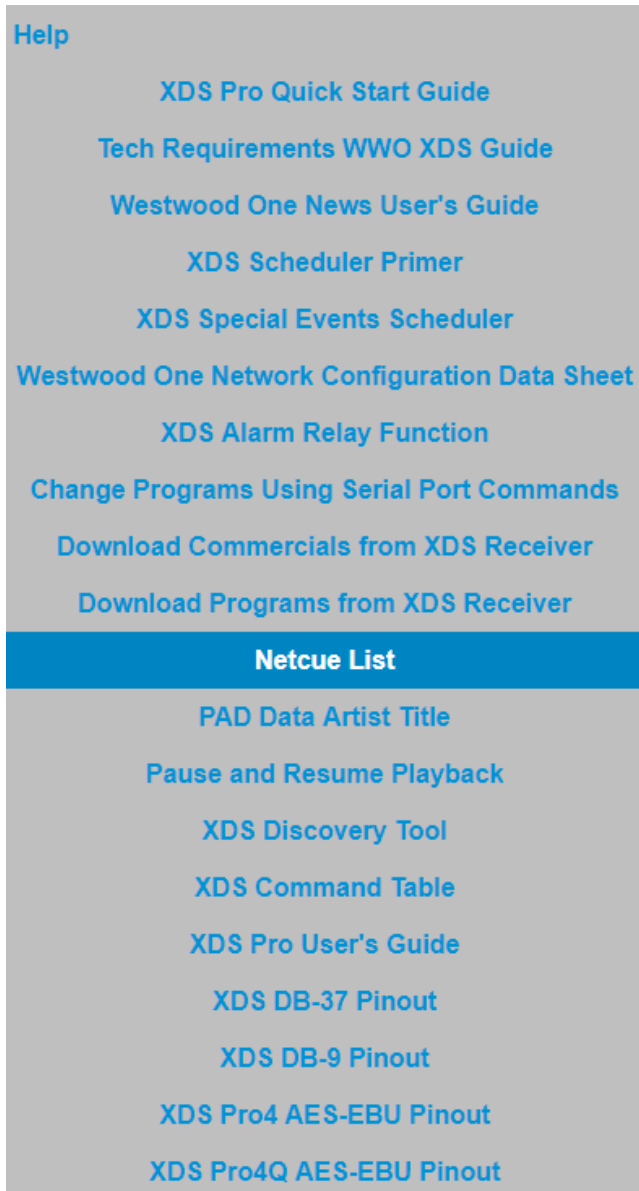 Help
XDS Pro Quick Start Guide
Tech Requirements WWO XDS Guide
Westwood One News User's Guide
XDS Scheduler Primer
XDS Special Events Scheduler
Westwood One Network Configuration Data Sheet
XDS Alarm Relay Function
Change Programs Using Serial Port Commands
Download Commercials from XDS Receiver
Download Programs from XDS Receiver
Netcue List
PAD Data Artist Title
Pause and Resume Playback
XDS Discovery Tool
XDS Command Table
XDS Pro User's Guide
XDS DB-37 Pinout
XDS DB-9 Pinout
XDS Pro4 AES-EBU Pinout
XDS Pro4Q AES-EBU Pinout